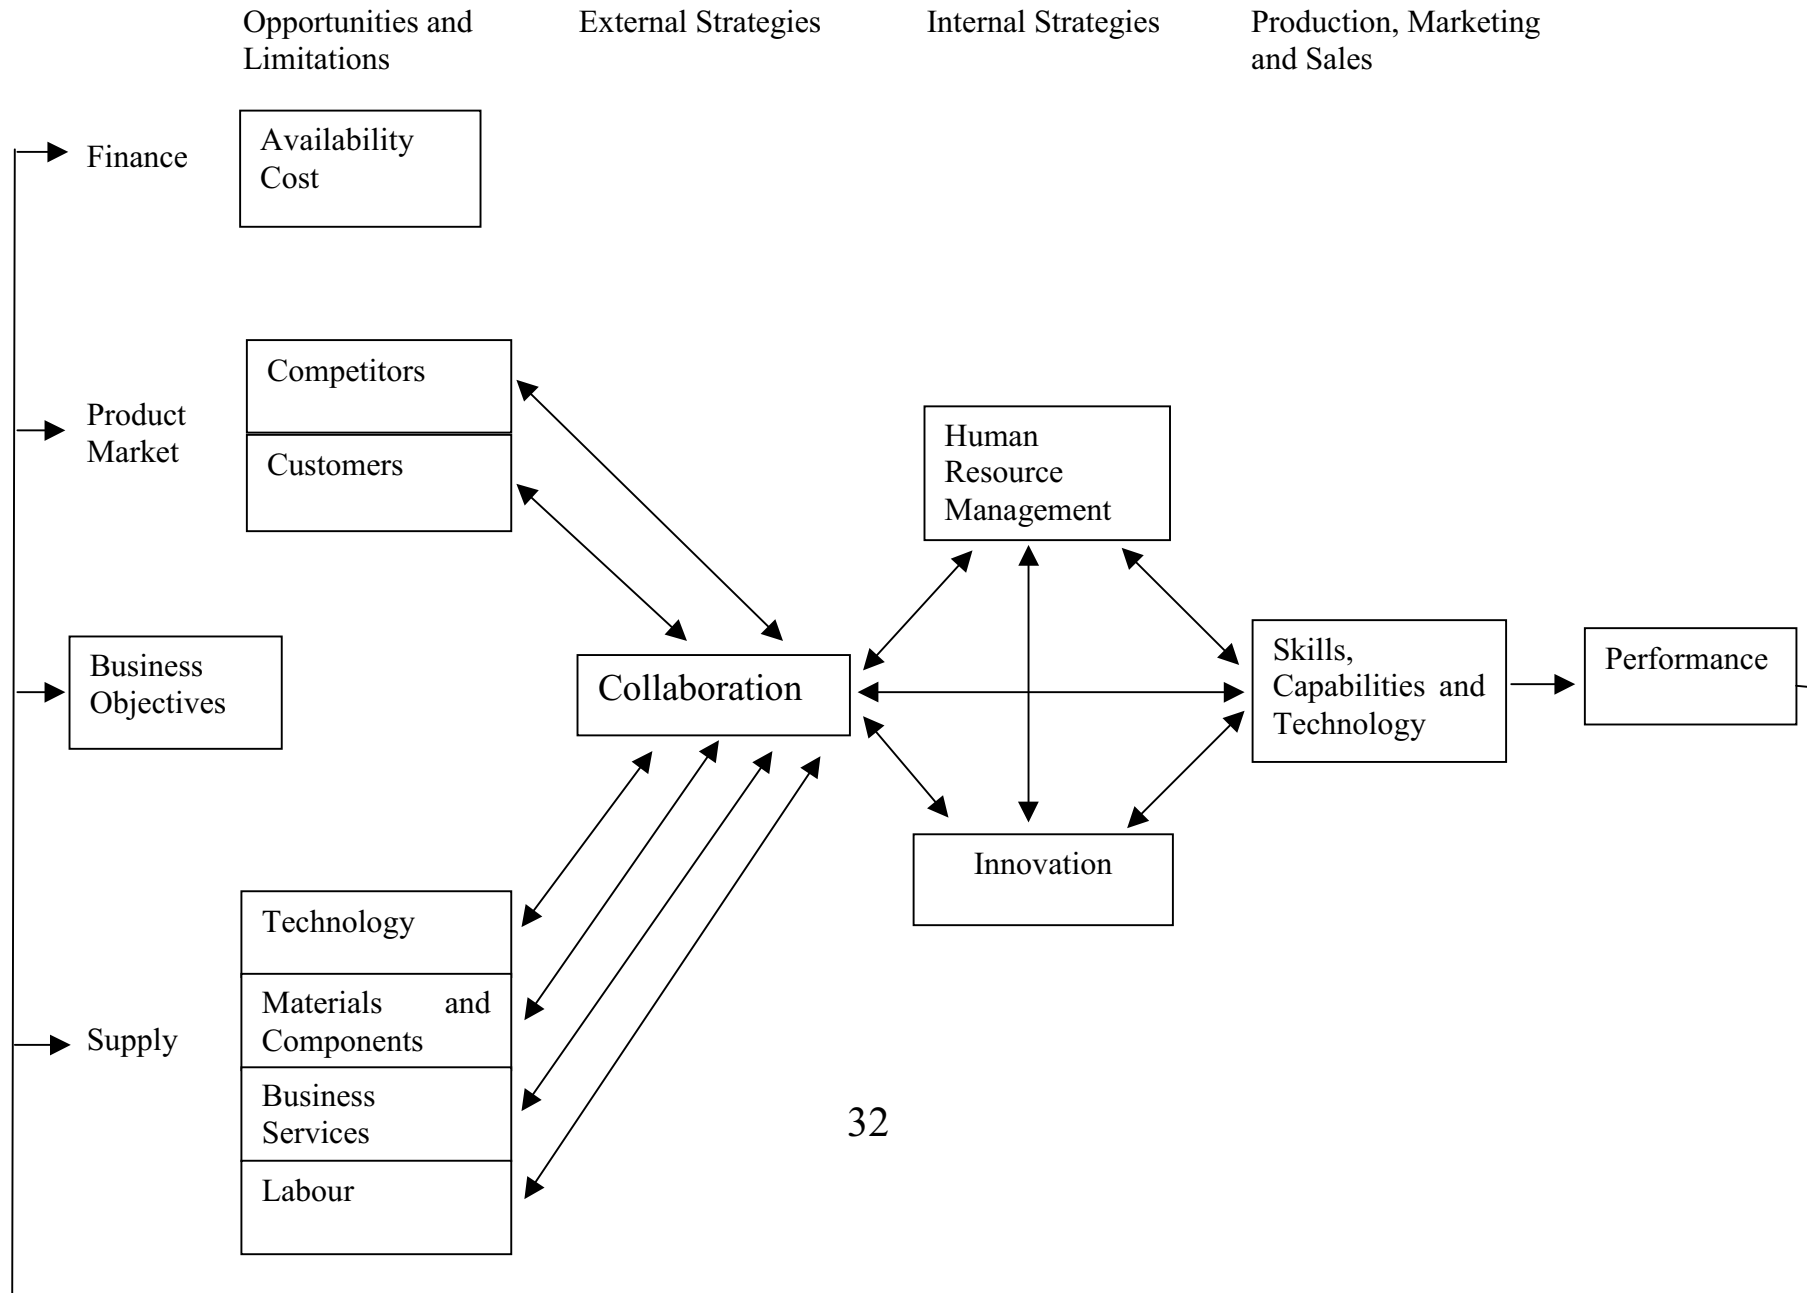 Opportunities and
Limitations
External Strategies
Internal Strategies
Production, Marketing
and Sales
Finance
Availability
Cost
Product
Market
Competitors
Customers
Human
Resource
Management
Business
Objectives
Collaboration
Skills,
Capabilities and
Technology
Performance
Innovation
Supply
Technology
Materials and
Components
Business
Services
Labour
32